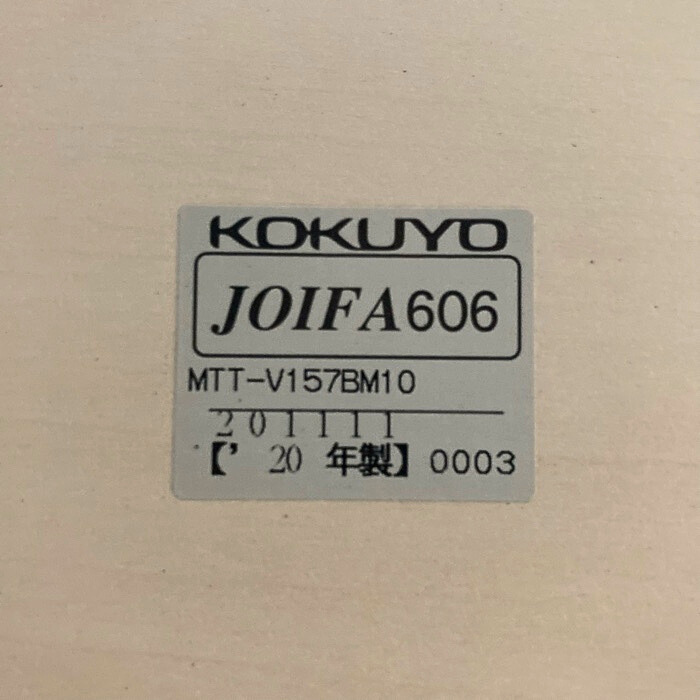 KOKUYO
JOIFA606
MTT-V157BM10
201111
【' 20 年製】0003